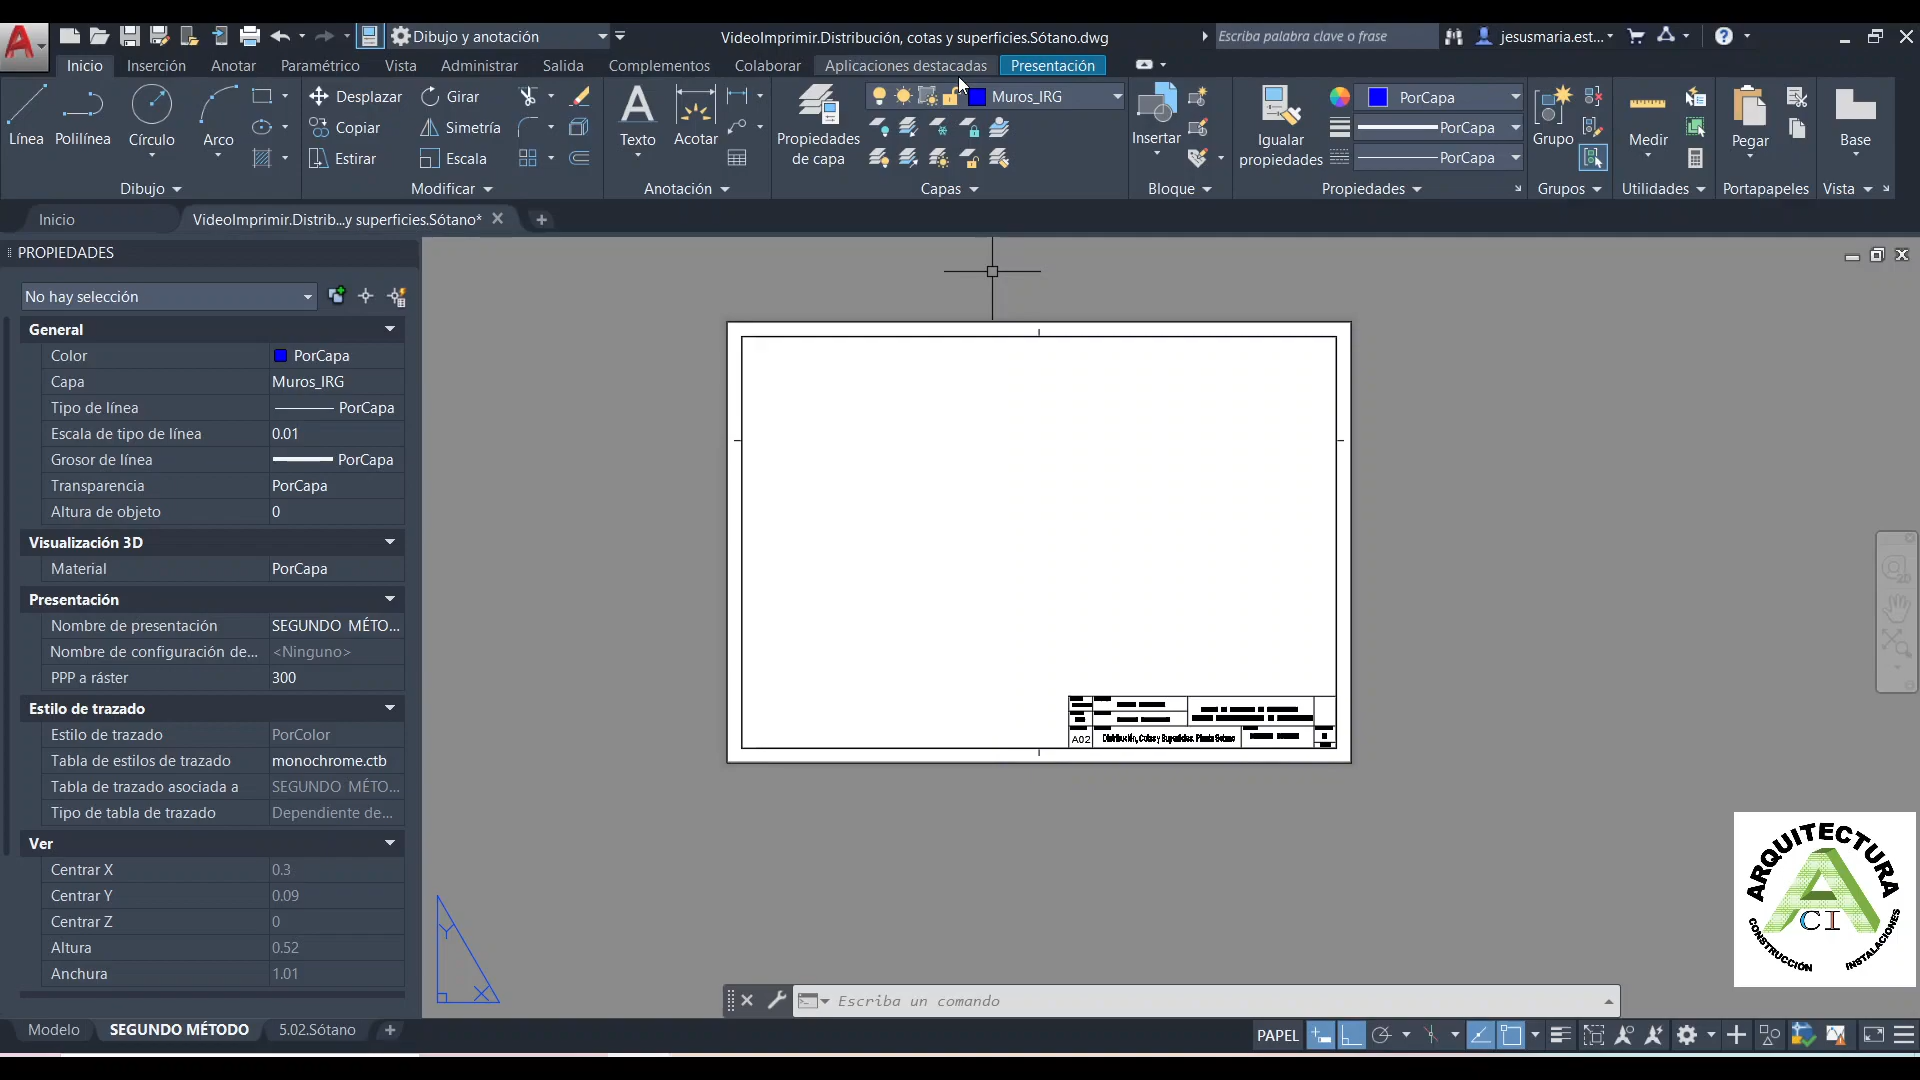 Dibujo y anotación
VideoImprimir.Distribución, cotas y superficies.Sótano.dwg
Escriba palabra clave o frase
jesusmaria.est...
Inicio
Inserción
Anotar
Paramétrico
Vista
Administrar
Salida
Complementos
Colaborar
Aplicaciones destacadas
Presentación
Línea
Polilínea
Círculo
Arco
Dibujo
Desplazar
Girar
Copiar
Simetría
Estirar
Escala
Modificar
Texto
Acotar
Anotación
Propiedades de capa
Muros_IRG
Capas
Insertar
Bloque
Igualar propiedades
PorCapa
PorCapa
PorCapa
Propiedades
Grupo
Grupos
Medir
Utilidades
Pegar
Portapapeles
Base
Vista
Inicio
VideoImprimir.Distrib...y superficies.Sótano*
PROPIEDADES
No hay selección
General
Color PorCapa
Capa Muros_IRG
Tipo de línea PorCapa
Escala de tipo de línea 0.01
Grosor de línea PorCapa
Transparencia PorCapa
Altura de objeto 0
Visualización 3D
Material PorCapa
Presentación
Nombre de presentación SEGUNDO MÉTO...
Nombre de configuración de... <Ninguno>
PPP a ráster 300
Estilo de trazado
Estilo de trazado PorColor
Tabla de estilos de trazado monochrome.ctb
Tabla de trazado asociada a SEGUNDO MÉTO...
Tipo de tabla de trazado Dependiente de...
Ver
Centrar X 0.3
Centrar Y 0.09
Centrar Z 0
Altura 0.52
Anchura 1.01
A02
Distribución, Cotas y Superficies. Planta Sótano
Y
X
ARQUITECTURA
CI
CONSTRUCCIÓN
INSTALACIONES
Escriba un comando
Modelo
SEGUNDO MÉTODO
5.02.Sótano
PAPEL